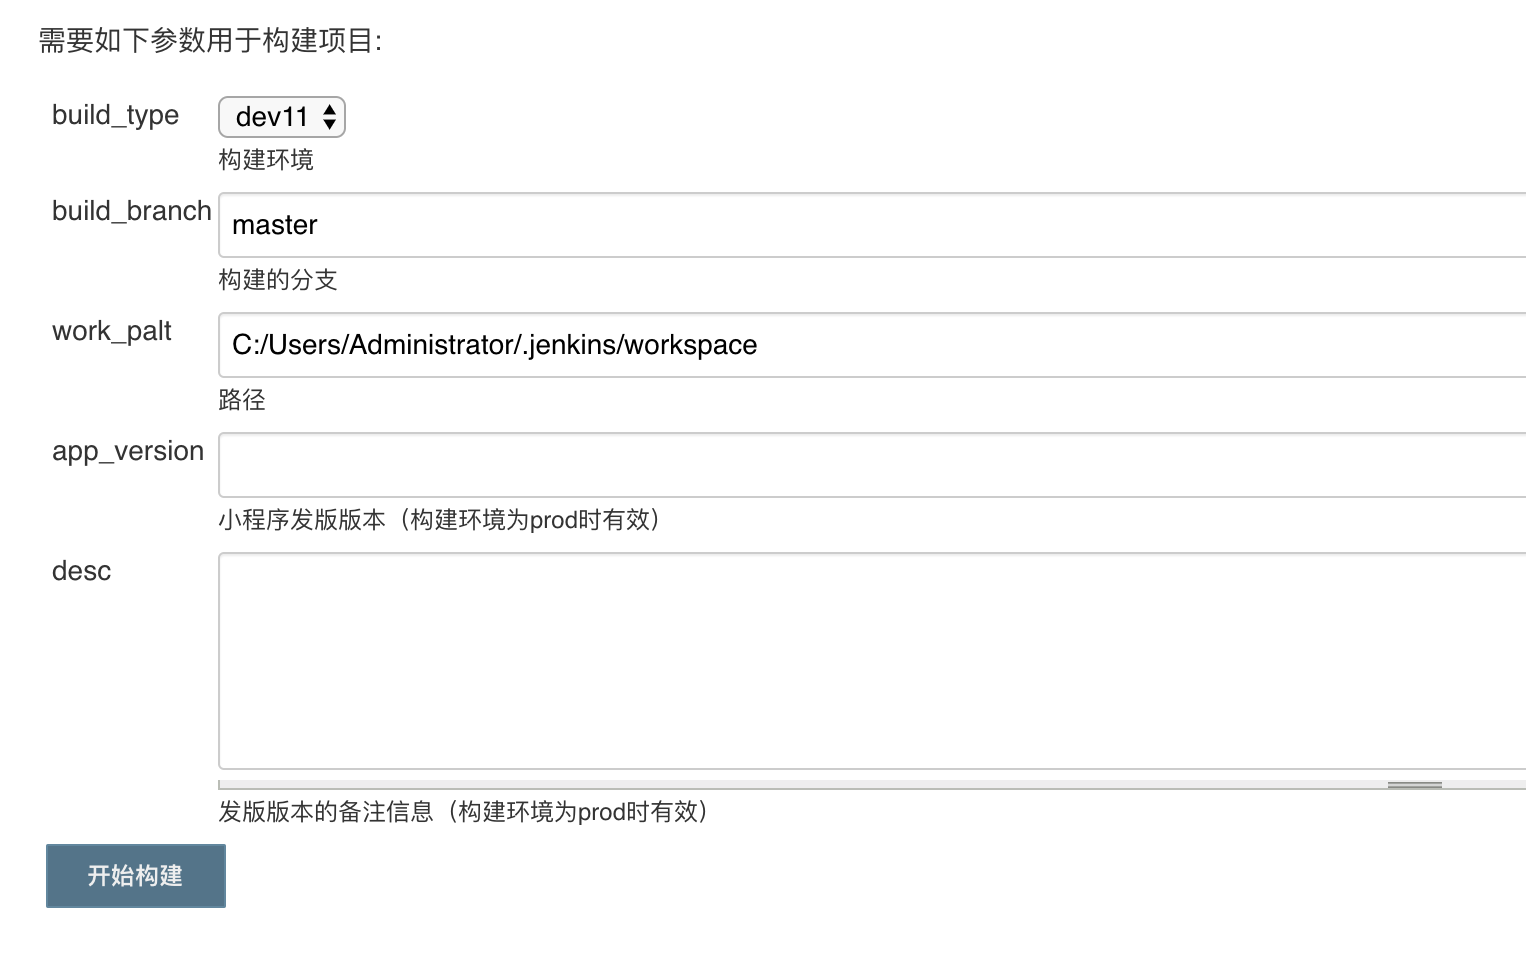 需要如下参数用于构建项目:
build_type
dev11
构建环境
build_branch
master
构建的分支
work_palt
C:/Users/Administrator/.jenkins/workspace
路径
app_version
小程序发版版本（构建环境为prod时有效）
desc
发版版本的备注信息（构建环境为prod时有效）
开始构建